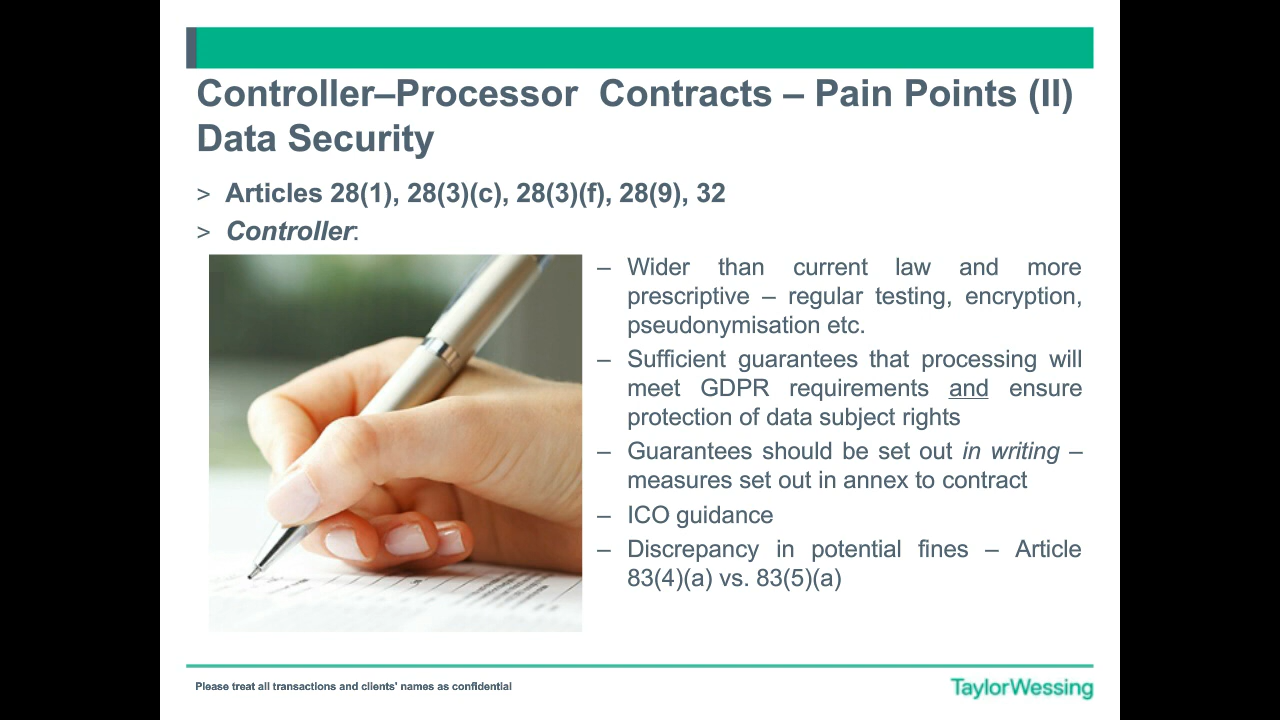 Controller–Processor Contracts – Pain Points (II)
Data Security
> Articles 28(1), 28(3)(c), 28(3)(f), 28(9), 32
> Controller:
– Wider than current law and more
prescriptive – regular testing, encryption,
pseudonymisation etc.
– Sufficient guarantees that processing will
meet GDPR requirements and ensure
protection of data subject rights
– Guarantees should be set out in writing –
measures set out in annex to contract
– ICO guidance
– Discrepancy in potential fines – Article
83(4)(a) vs. 83(5)(a)
Please treat all transactions and clients' names as confidential
TaylorWessing